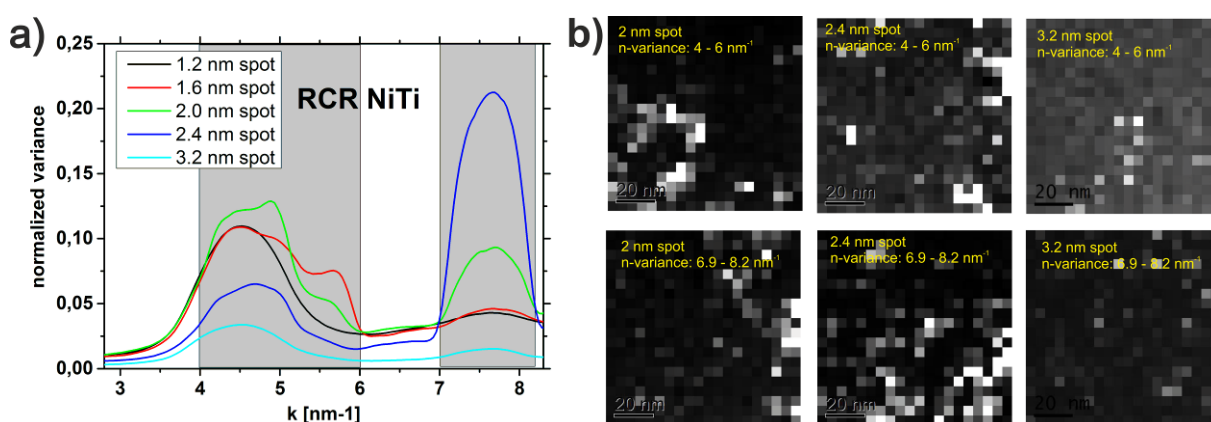 a)
0,25
0,20
0,15
0,10
0,05
0,00
normalized variance
1.2 nm spot
1.6 nm spot
2.0 nm spot
2.4 nm spot
3.2 nm spot
RCR NiTi
3 4 5 6 7 8
k [nm-1]
b)
2 nm spot
n-variance: 4 - 6 nm⁻¹
20 nm
2.4 nm spot
n-variance: 4 - 6 nm⁻¹
20 nm
3.2 nm spot
n-variance: 4 - 6 nm⁻¹
20 nm
2 nm spot
n-variance: 6.9 - 8.2 nm⁻¹
20 nm
2.4 nm spot
n-variance: 6.9 - 8.2 nm⁻¹
20 nm
3.2 nm spot
n-variance: 6.9 - 8.2 nm⁻¹
20 nm